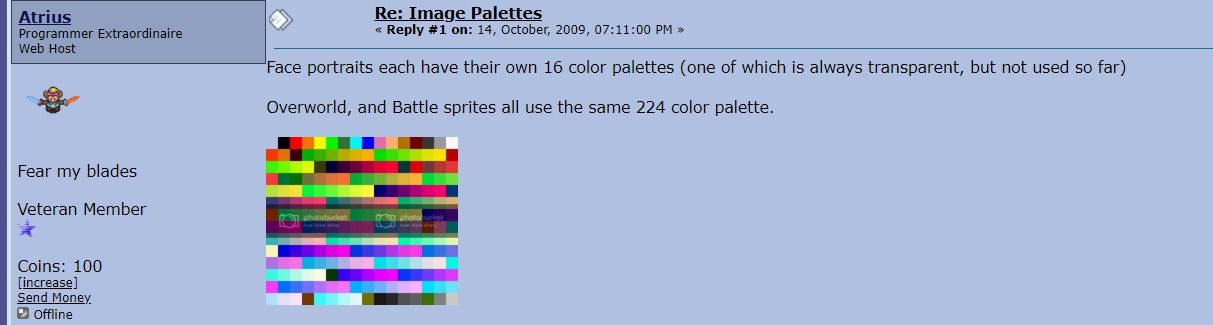 Atrius
Programmer Extraordinaire
Web Host
Re: Image Palettes
« Reply #1 on: 14, October, 2009, 07:11:00 PM »
Face portraits each have their own 16 color palettes (one of which is always transparent, but not used so far)
Overworld, and Battle sprites all use the same 224 color palette.
photobucket
photobucket
Fear my blades
Veteran Member
Coins: 100
[increase]
Send Money
Offline